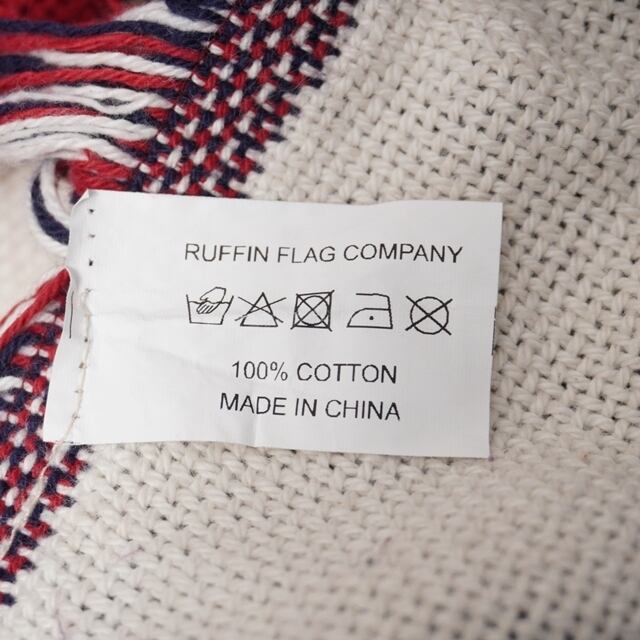 RUFFIN FLAG COMPANY
100% COTTON
MADE IN CHINA